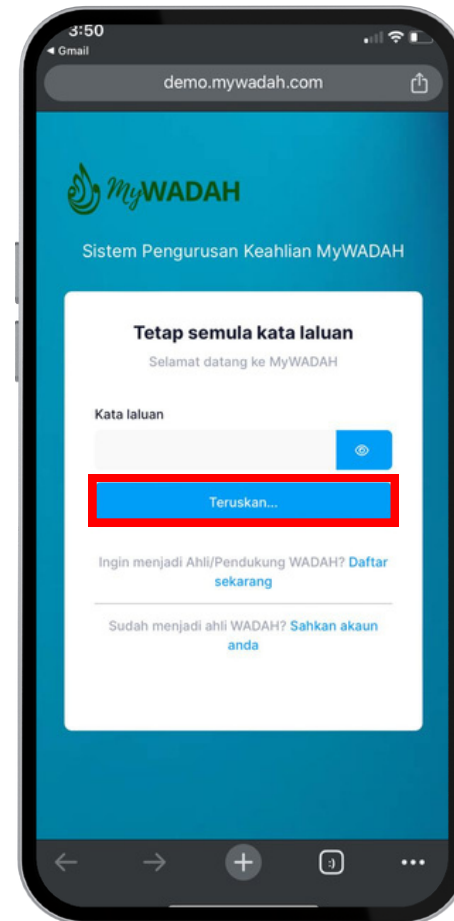 3:50
Gmail
demo.mywadah.com
MyWADAH
Sistem Pengurusan Keahlian MyWADAH
Tetap semula kata laluan
Selamat datang ke MyWADAH
Kata laluan
Teruskan...
Ingin menjadi Ahli/Pendukung WADAH? Daftar
sekarang
Sudah menjadi ahli WADAH? Sahkan akaun
anda
:)